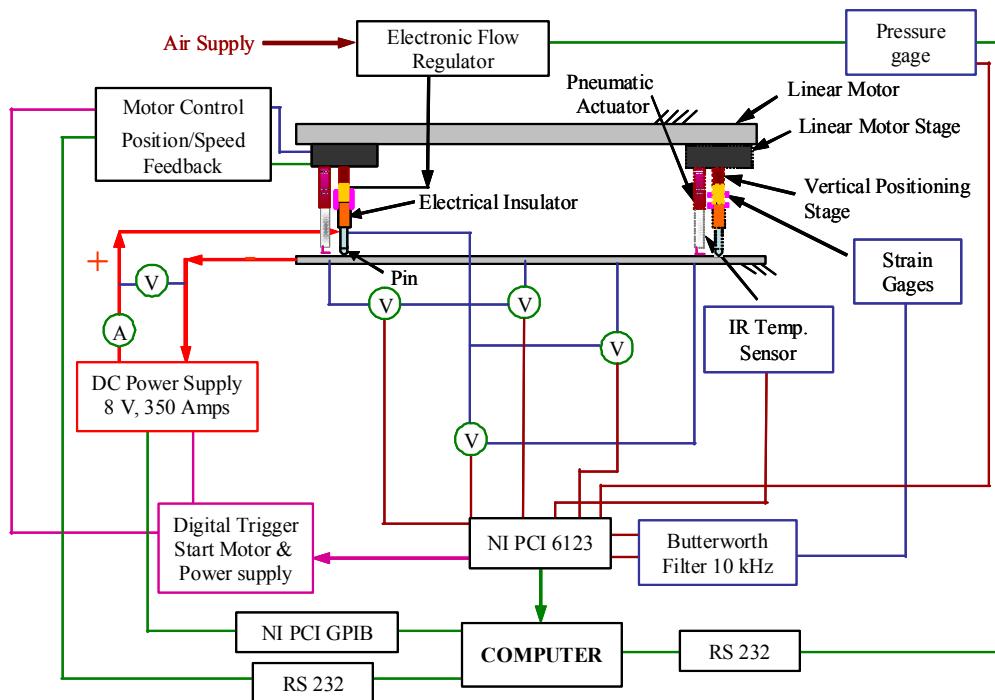 Air Supply
Electronic Flow
Regulator
Pressure
gage
Pneumatic
Actuator
Linear Motor
Linear Motor Stage
Motor Control
Position/Speed
Feedback
Vertical Positioning
Stage
Electrical Insulator
+
Pin
Strain
Gages
V
V
V
A
V
IR Temp.
Sensor
DC Power Supply
8 V, 350 Amps
V
Digital Trigger
Start Motor &
Power supply
NI PCI 6123
Butterworth
Filter 10 kHz
NI PCI GPIB
COMPUTER
RS 232
RS 232